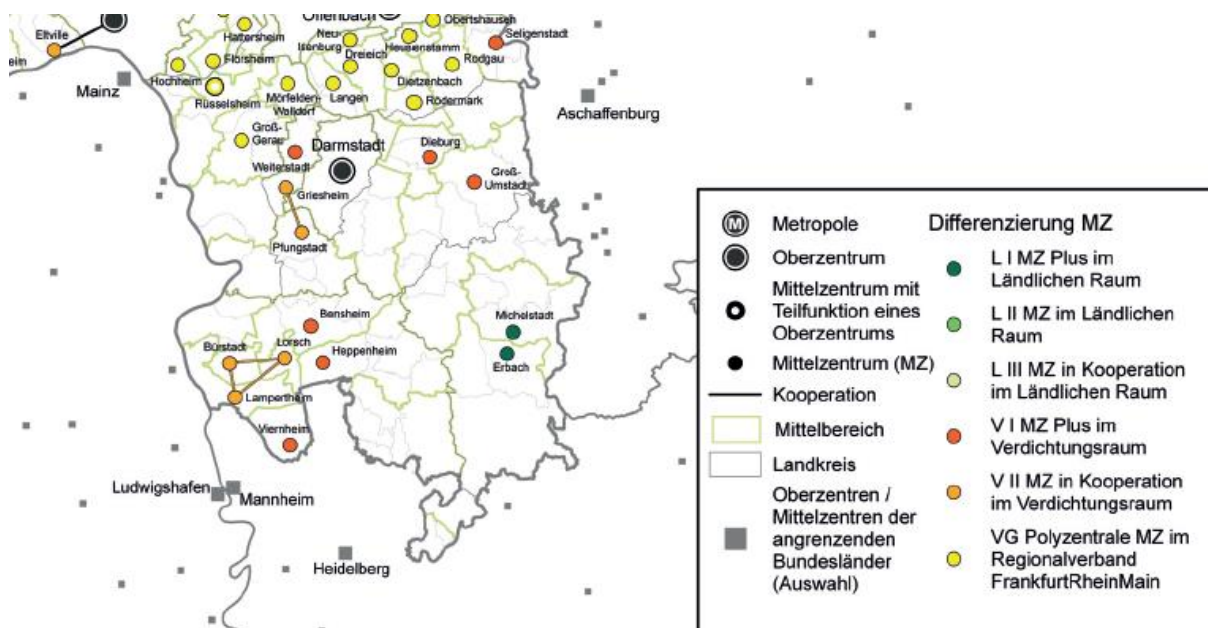 Eltville
Offenbach
Hattersheim
Neu-
Isenburg
Obertshausen
Heusenstamm
Seligenstadt
heim
Hochheim
Flörsheim
Dreieich
Rodgau
Mainz
Rüsselsheim
Mörfelden-
Walldorf
Langen
Dietzenbach
Rödermark
Aschaffenburg
Groß-
Gerau
Darmstadt
Dieburg
Weiterstadt
Groß-
Umstadt
Griesheim
Pfungstadt
Bensheim
Michelstadt
Bürstadt
Lorsch
Heppenheim
Erbach
Lampertheim
Viernheim
Ludwigshafen
Mannheim
Heidelberg
M
Metropole
Oberzentrum
Mittelzentrum mit
Teilfunktion eines
Oberzentrums
Mittelzentrum (MZ)
Kooperation
Mittelbereich
Landkreis
Oberzentren /
Mittelzentren der
angrenzenden
Bundesländer
(Auswahl)
Differenzierung MZ
L I MZ Plus im
Ländlichen Raum
L II MZ im Ländlichen
Raum
L III MZ in Kooperation
im Ländlichen Raum
V I MZ Plus im
Verdichtungsraum
V II MZ in Kooperation
im Verdichtungsraum
VG Polyzentrale MZ im
Regionalverband
FrankfurtRheinMain